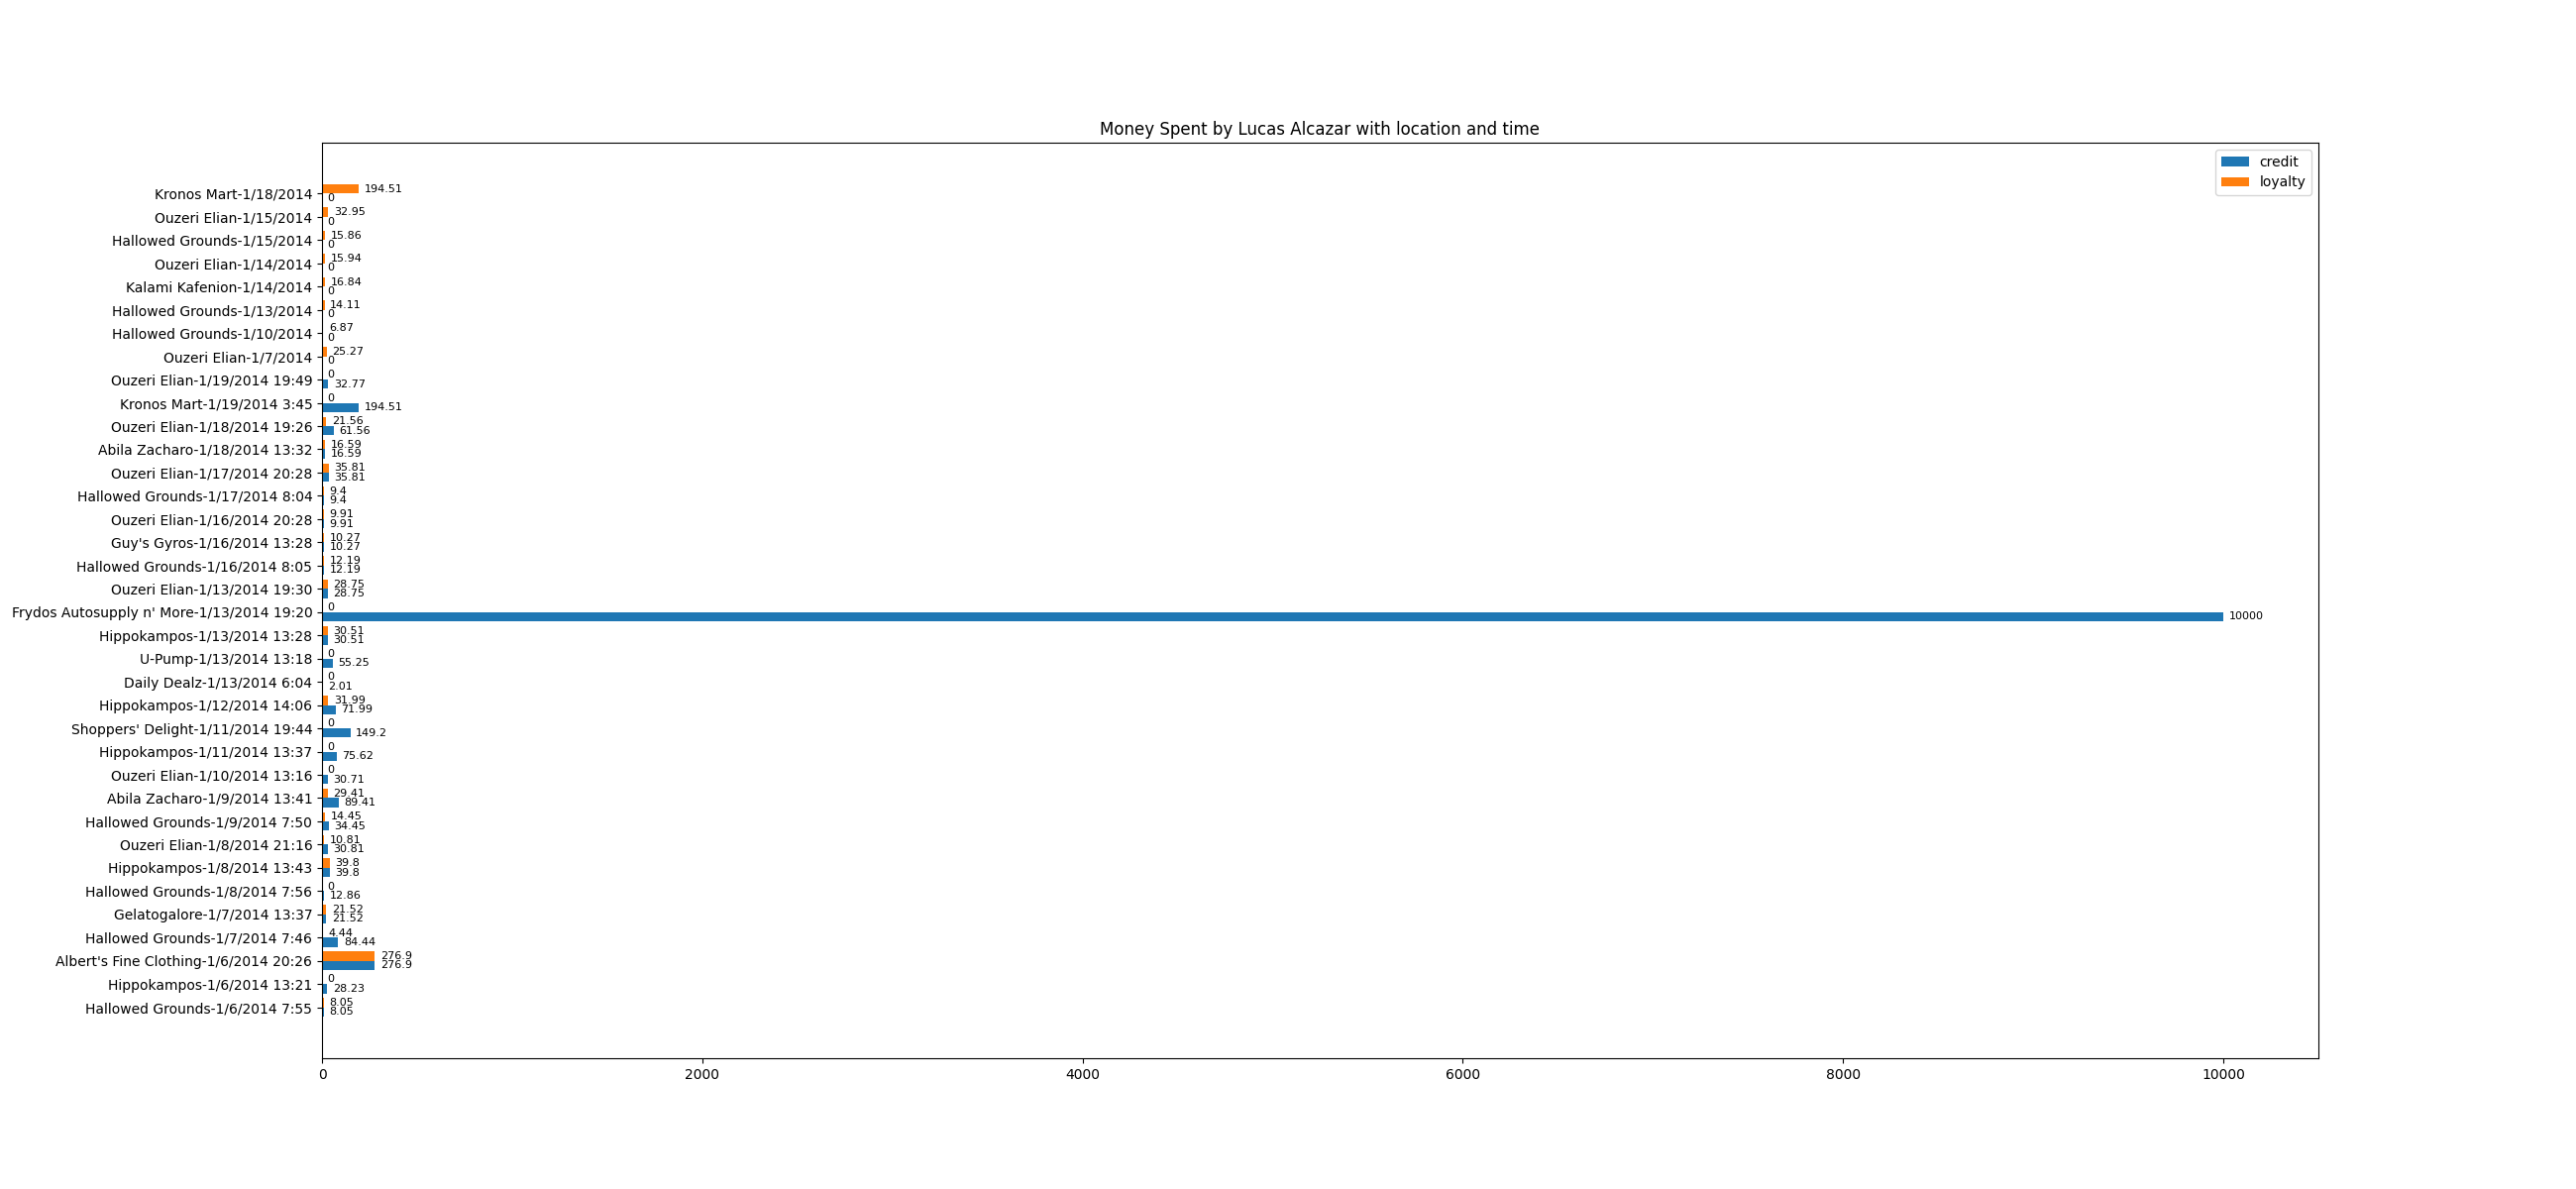 Money Spent by Lucas Alcazar with location and time
credit
loyalty
Kronos Mart-1/18/2014 194.51 0
Ouzeri Elian-1/15/2014 32.95 0
Hallowed Grounds-1/15/2014 15.86 0
Ouzeri Elian-1/14/2014 15.94 0
Kalami Kafenion-1/14/2014 16.84 0
Hallowed Grounds-1/13/2014 14.11 0
Hallowed Grounds-1/10/2014 6.87 0
Ouzeri Elian-1/7/2014 25.27 0
Ouzeri Elian-1/19/2014 19:49 0 32.77
Kronos Mart-1/19/2014 3:45 0 194.51
Ouzeri Elian-1/18/2014 19:26 21.56 61.56
Abila Zacharo-1/18/2014 13:32 16.59 16.59
Ouzeri Elian-1/17/2014 20:28 35.81 35.81
Hallowed Grounds-1/17/2014 8:04 9.4 9.4
Ouzeri Elian-1/16/2014 20:28 9.91 9.91
Guy's Gyros-1/16/2014 13:28 10.27 10.27
Hallowed Grounds-1/16/2014 8:05 12.19 12.19
Ouzeri Elian-1/13/2014 19:30 28.75 28.75
Frydos Autosupply n' More-1/13/2014 19:20 0 10000
Hippokampos-1/13/2014 13:28 30.51 30.51
U-Pump-1/13/2014 13:18 0 55.25
Daily Dealz-1/13/2014 6:04 0 2.01
Hippokampos-1/12/2014 14:06 31.99 71.99
Shoppers' Delight-1/11/2014 19:44 0 149.2
Hippokampos-1/11/2014 13:37 0 75.62
Ouzeri Elian-1/10/2014 13:16 0 30.71
Abila Zacharo-1/9/2014 13:41 29.41 89.41
Hallowed Grounds-1/9/2014 7:50 14.45 34.45
Ouzeri Elian-1/8/2014 21:16 10.81 30.81
Hippokampos-1/8/2014 13:43 39.8 39.8
Hallowed Grounds-1/8/2014 7:56 0 12.86
Gelatogalore-1/7/2014 13:37 21.52 21.52
Hallowed Grounds-1/7/2014 7:46 4.44 84.44
Albert's Fine Clothing-1/6/2014 20:26 276.9 276.9
Hippokampos-1/6/2014 13:21 0 28.23
Hallowed Grounds-1/6/2014 7:55 8.05 8.05
0 2000 4000 6000 8000 10000